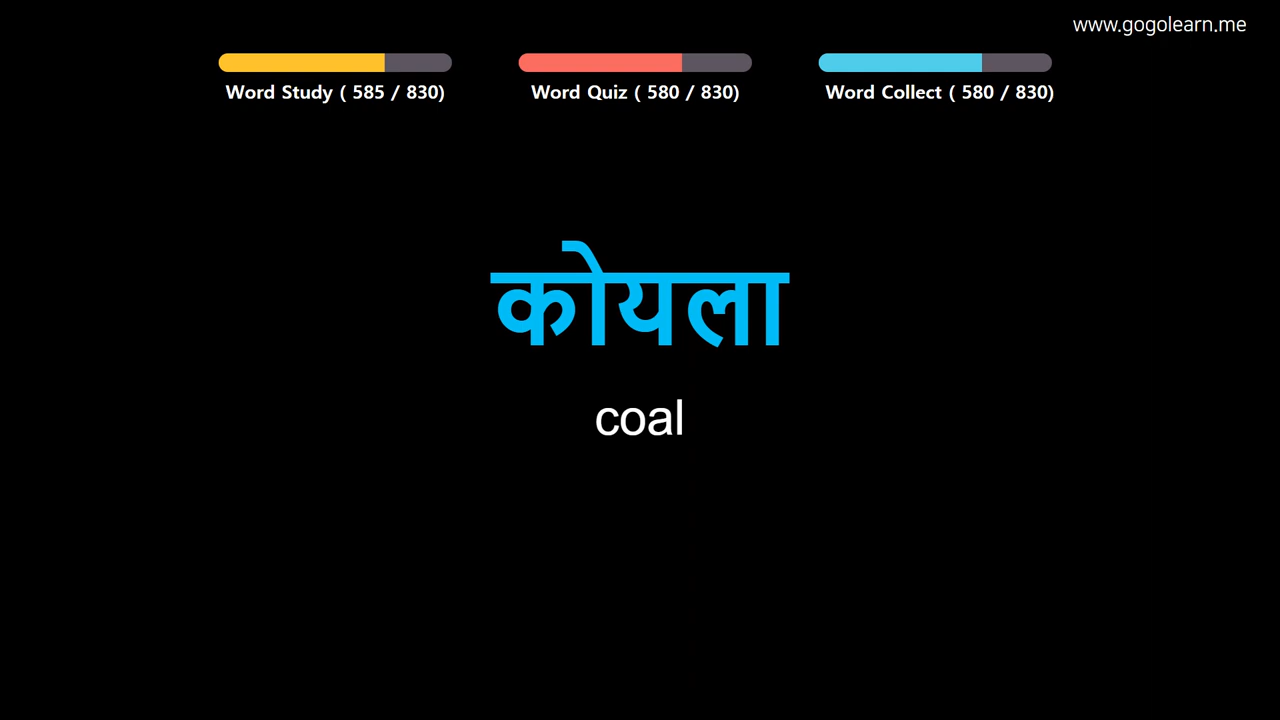 www.gogolearn.me
Word Study ( 585 / 830)
Word Quiz ( 580 / 830)
Word Collect ( 580 / 830)
कोयला
coal